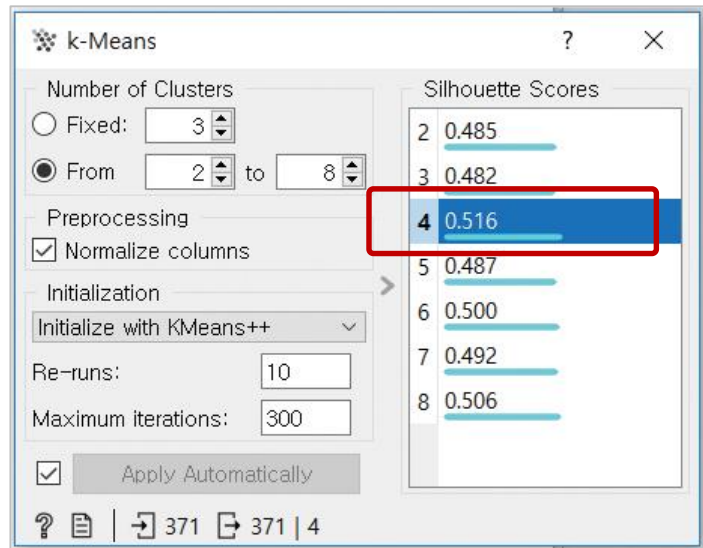 k-Means ? ×
Number of Clusters
Fixed: 3
From 2 to 8
Preprocessing
Normalize columns
Initialization
Initialize with KMeans++
Re-runs: 10
Maximum iterations: 300
Apply Automatically
? 371 371 | 4
Silhouette Scores
2 0.485
3 0.482
4 0.516
5 0.487
6 0.500
7 0.492
8 0.506